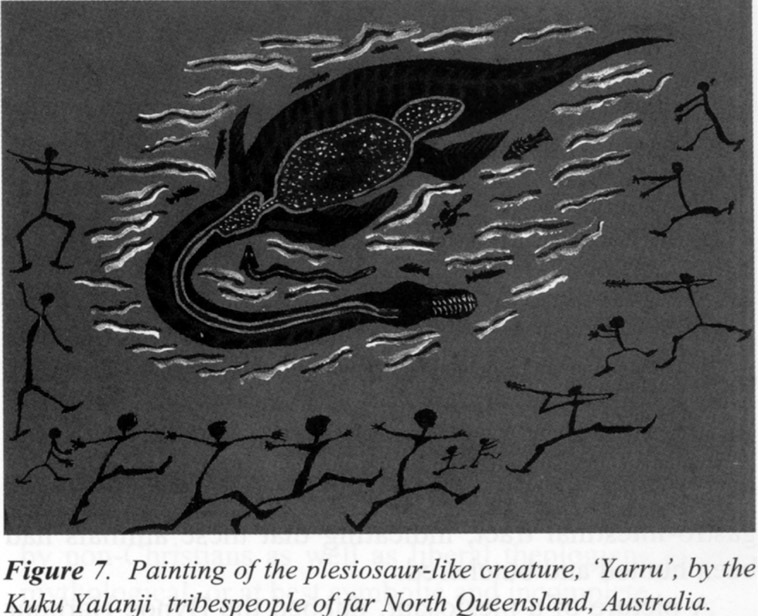 Figure 7. Painting of the plesiosaur-like creature, 'Yarru', by the
Kuku Yalanji tribespeople of far North Queensland, Australia.